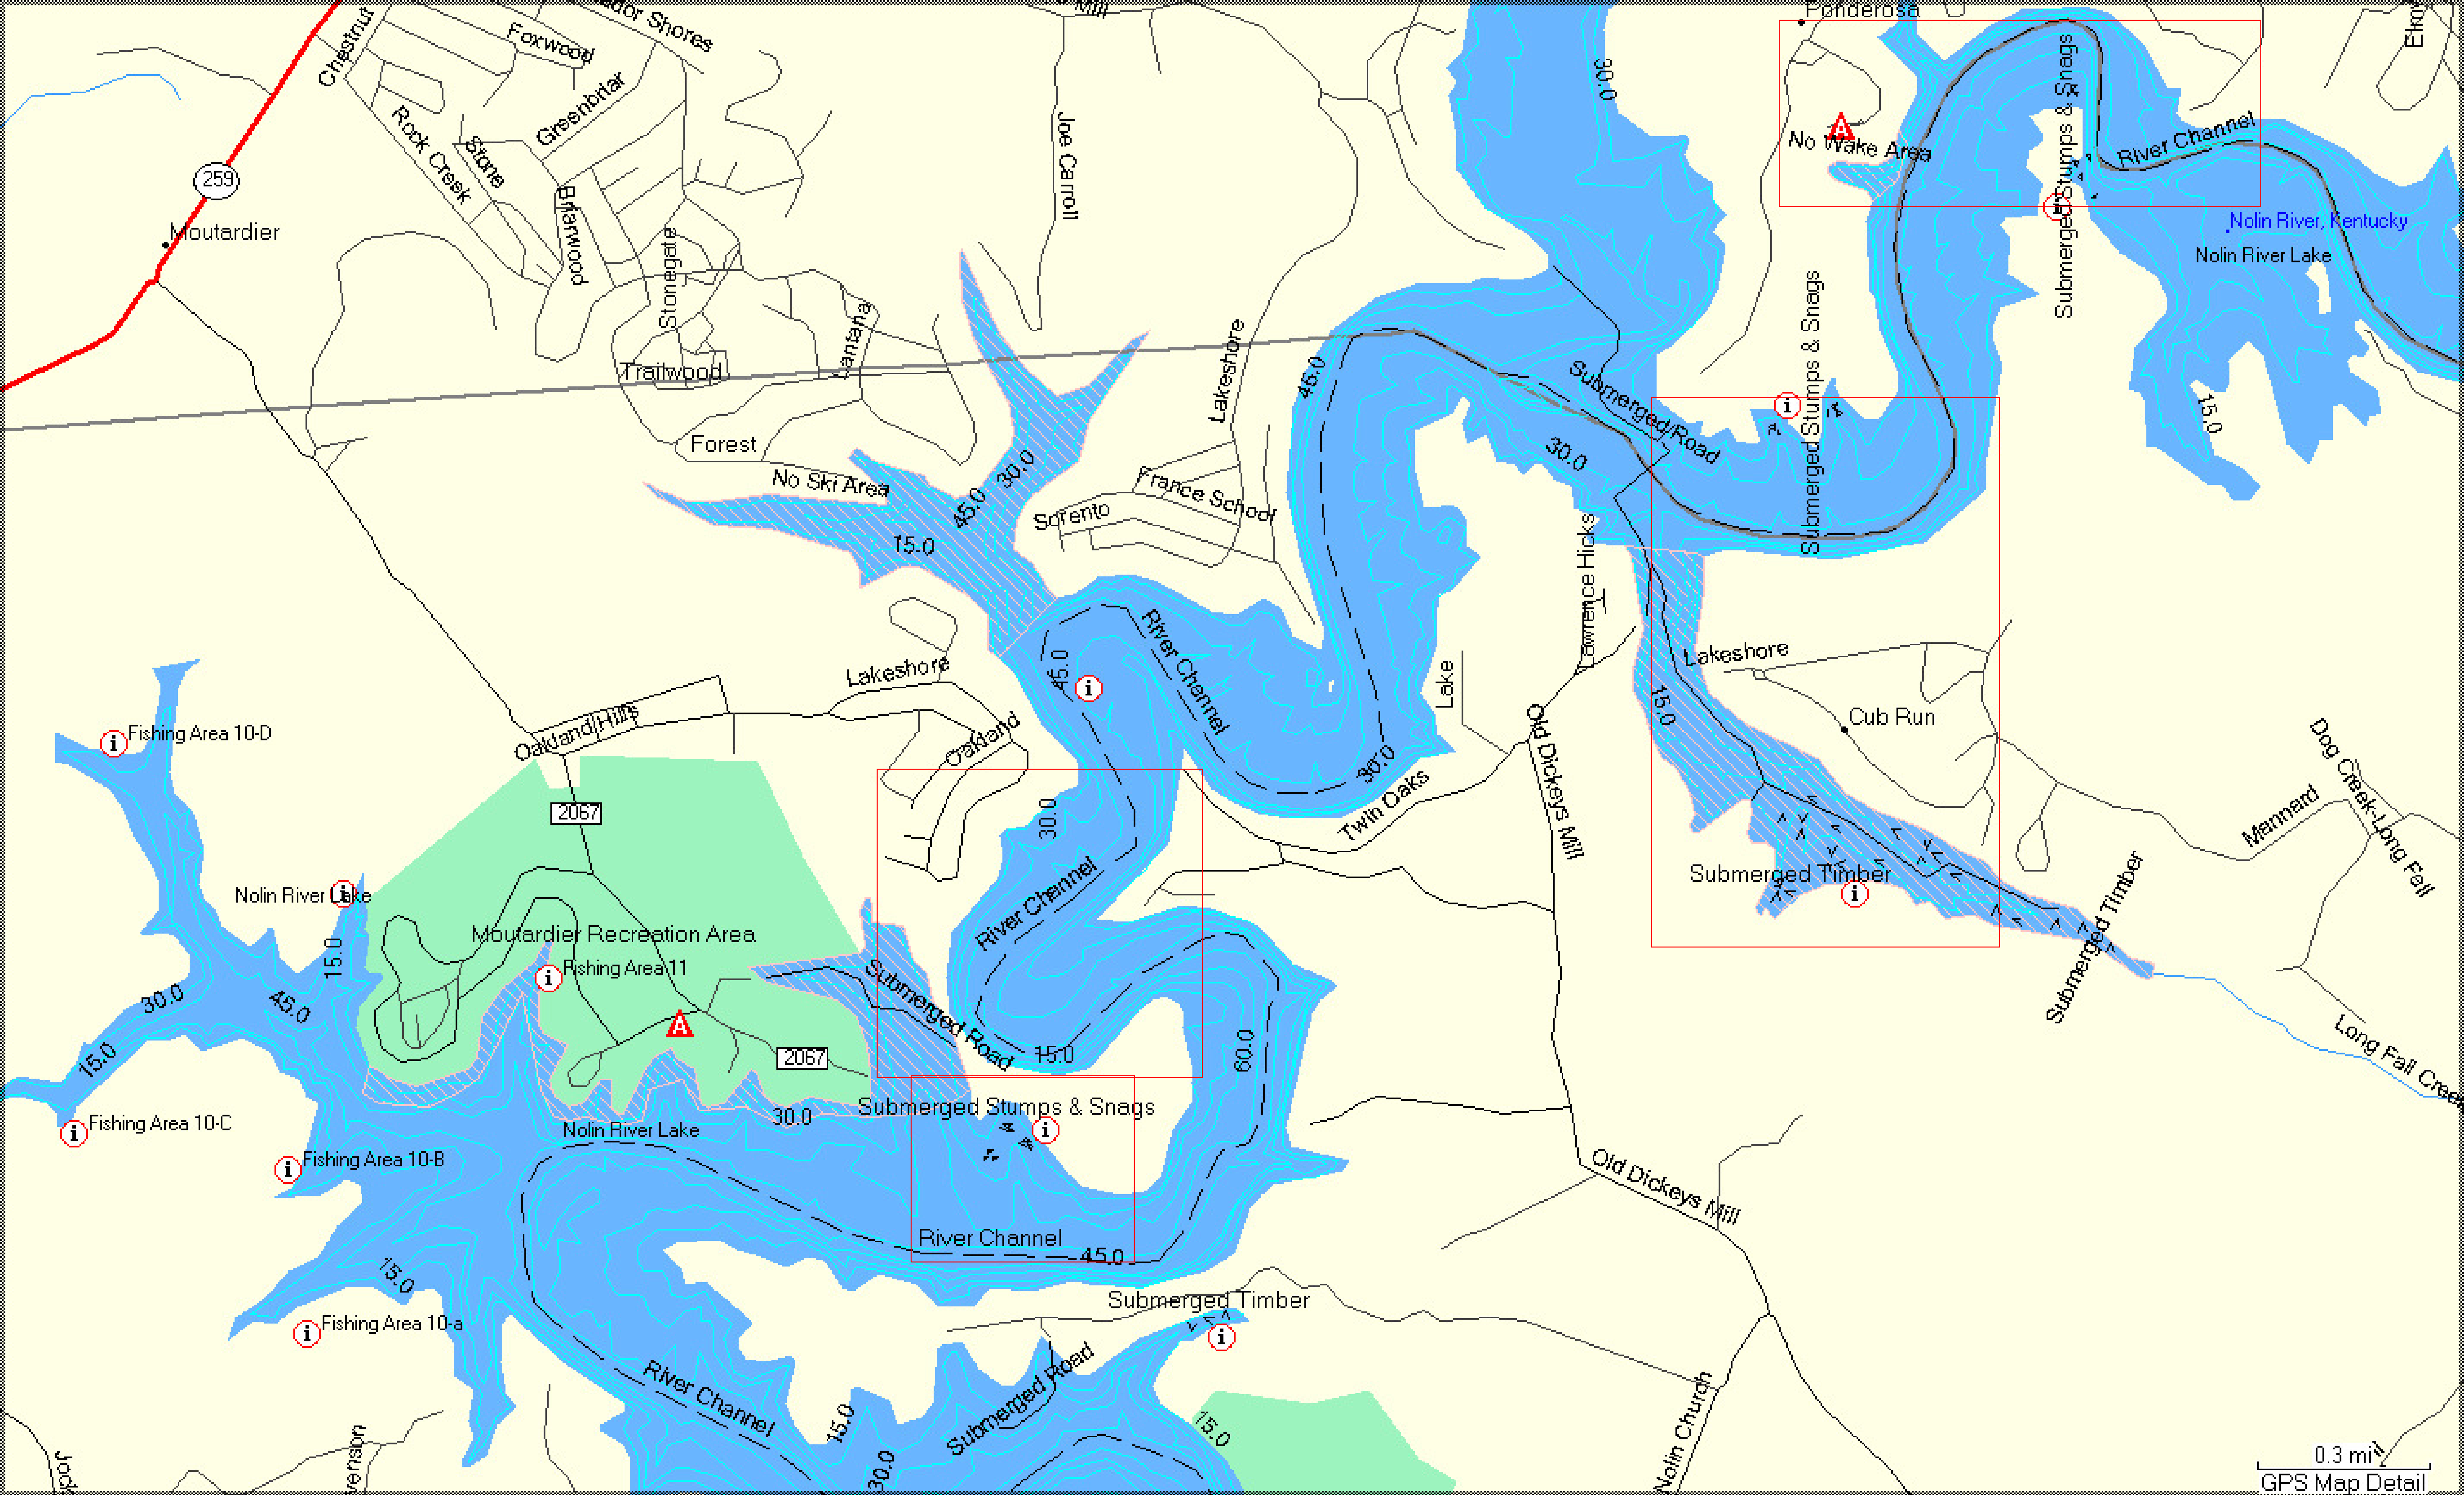 Chestnut
Foxwood
Shores
Mill
Ponderosa
30.0
Greenbriar
Rock Creek
Stone
Joe Carroll
Submerged Stumps & Snags
River Channel
No Wake Area
259
Moutardier
Briarwood
Stonegate
Nolin River, Kentucky
Nolin River Lake
Submerged Stumps & Snags
Lantana
Trailwood
Lakeshore
45.0
Submerged Road
15.0
Forest
No Ski Area
30.0
45.0
France School
Sorento
30.0
15.0
Lawrence Hicks
River Channel
45.0
Lakeshore
Lakeshore
Lake
15.0
Cub Run
Oakland Hills
Oakland
Fishing Area 10-D
Old Dickeys Mill
Dog Creek-Long Fell
30.0
Twin Oaks
2067
30.0
Mannard
Submerged Timber
Submerged Timber
Nolin River Lake
River Channel
Moutardier Recreation Area
15.0
Fishing Area 11
Submerged Road
30.0
45.0
15.0
15.0
2067
60.0
Long Fall Creek
Submerged Stumps & Snags
30.0
Nolin River Lake
Fishing Area 10-C
Fishing Area 10-B
Old Dickeys Mill
River Channel
45.0
15.0
Submerged Timber
Fishing Area 10-a
River Channel
Submerged Road
15.0
15.0
30.0
Nolin Church
0.3 mi
GPS Map Detail